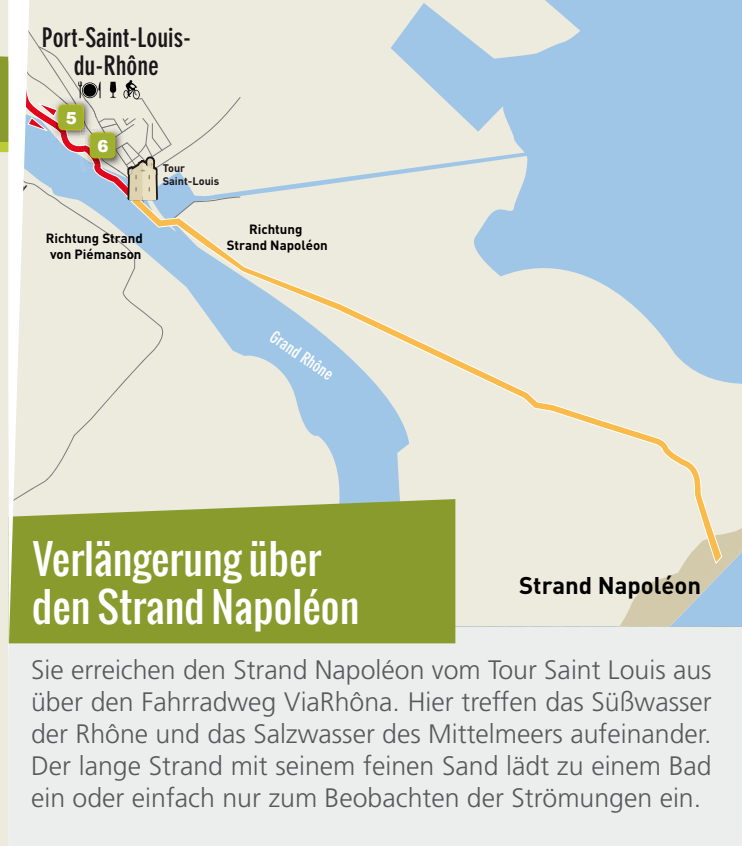 Port-Saint-Louis-
du-Rhône
5
6
Tour
Saint-Louis
Richtung Strand
von Piémanson
Richtung
Strand Napoléon
Grand Rhône
Strand Napoléon
Verlängerung über
den Strand Napoléon
Sie erreichen den Strand Napoléon vom Tour Saint Louis aus
über den Fahrradweg ViaRhôna. Hier treffen das Süßwasser
der Rhône und das Salzwasser des Mittelmeers aufeinander.
Der lange Strand mit seinem feinen Sand lädt zu einem Bad
ein oder einfach nur zum Beobachten der Strömungen ein.